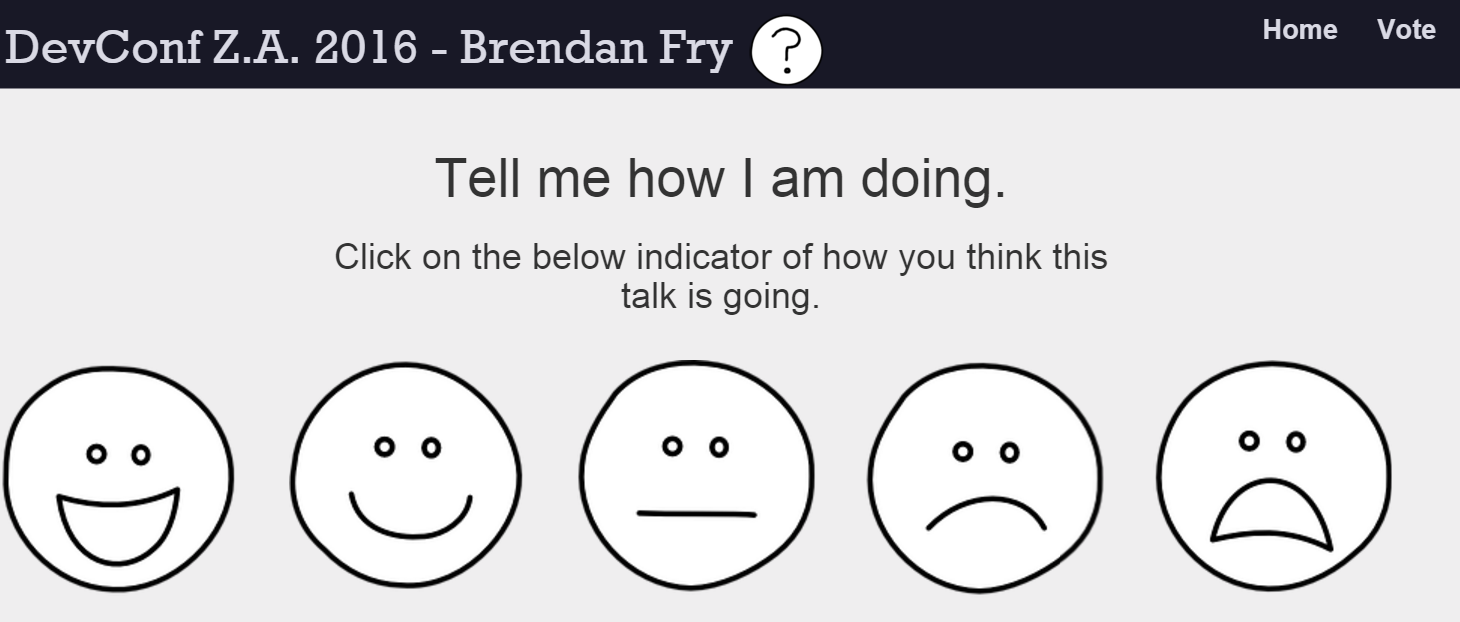 DevConf Z.A. 2016 - Brendan Fry ?
Home Vote
Tell me how I am doing.
Click on the below indicator of how you think this
talk is going.